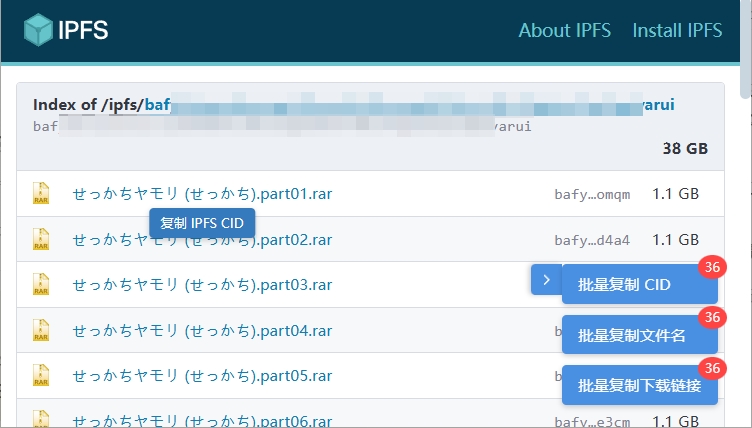 IPFS
About IPFS Install IPFS
Index of /ipfs/baf
varui
baf
varui
38 GB
せっかちヤモリ (せっかち).part01.rar bafy…omqm 1.1 GB
复制 IPFS CID
せっかちヤモリ (せっかち).part02.rar bafy…d4a4 1.1 GB
せっかちヤモリ (せっかち).part03.rar
批量复制 CID 36
せっかちヤモリ (せっかち).part04.rar
批量复制文件名 36
せっかちヤモリ (せっかち).part05.rar
批量复制下载链接 36
せっかちヤモリ (せっかち).part06.rar …e3cm 1.1 GB